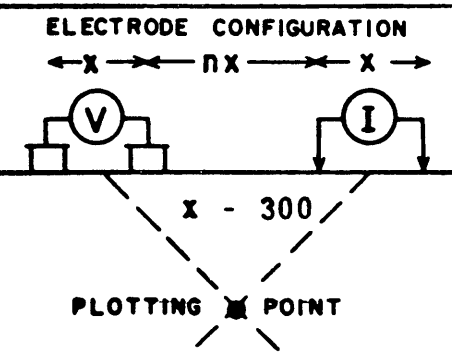 ELECTRODE CONFIGURATION
x nx x
V I
x - 300
PLOTTING POINT